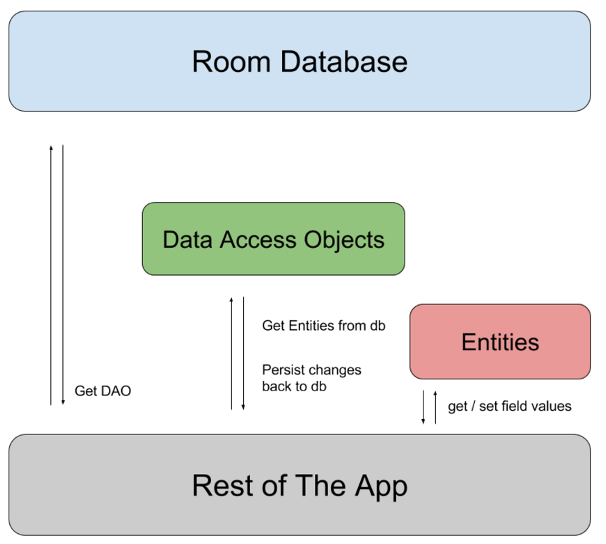 Room Database
Data Access Objects
Get Entities from db
Persist changes
back to db
Entities
Get DAO
get / set field values
Rest of The App